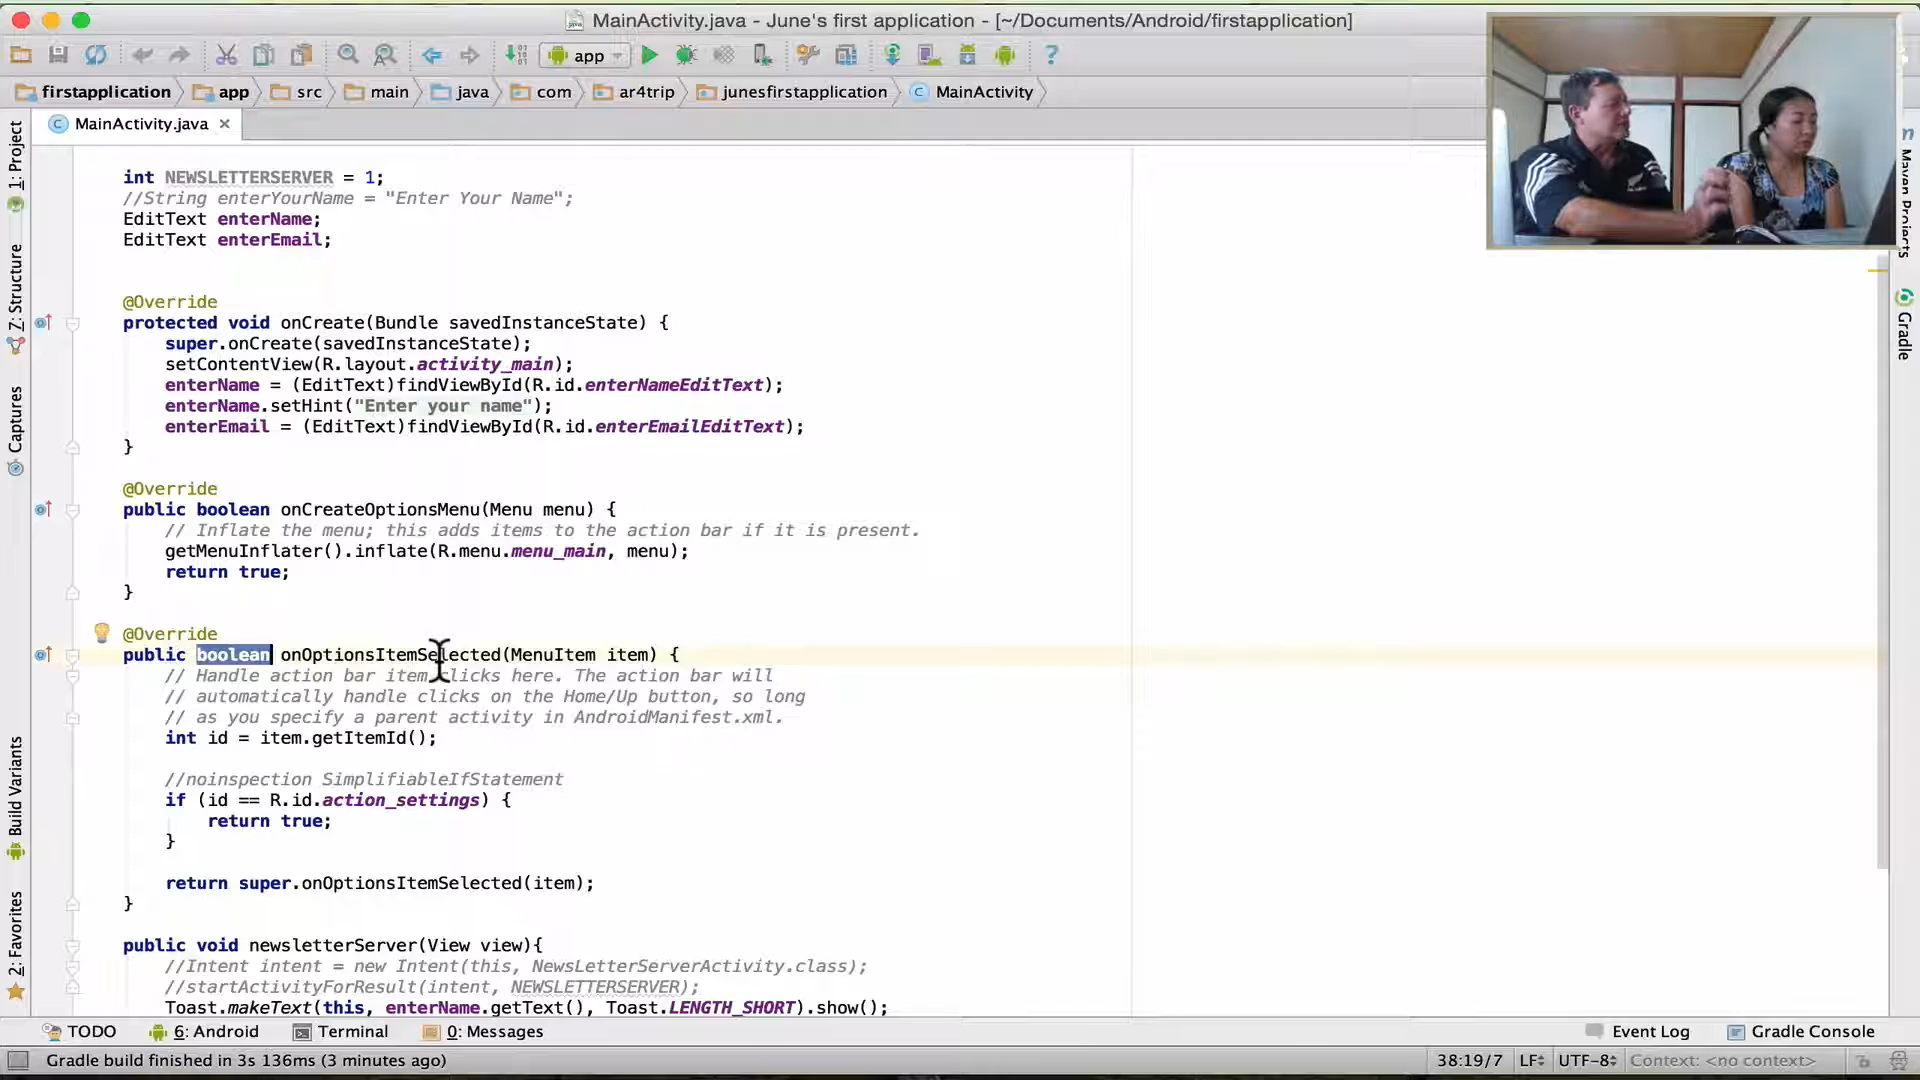 MainActivity.java - June's first application - [~/Documents/Android/firstapplication]
app
?
firstapplication app src main java com ar4trip junesfirstapplication MainActivity
MainActivity.java
int NEWSLETTERSERVER = 1;
//String enterYourName = "Enter Your Name";
EditText enterName;
EditText enterEmail;
@Override
protected void onCreate(Bundle savedInstanceState) {
super.onCreate(savedInstanceState);
setContentView(R.layout.activity_main);
enterName = (EditText)findViewById(R.id.enterNameEditText);
enterName.setHint("Enter your name");
enterEmail = (EditText)findViewById(R.id.enterEmailEditText);
}
@Override
public boolean onCreateOptionsMenu(Menu menu) {
// Inflate the menu; this adds items to the action bar if it is present.
getMenuInflater().inflate(R.menu.menu_main, menu);
return true;
}
@Override
public boolean onOptionsItemSelected(MenuItem item) {
// Handle action bar item clicks here. The action bar will
// automatically handle clicks on the Home/Up button, so long
// as you specify a parent activity in AndroidManifest.xml.
int id = item.getItemId();
//noinspection SimplifiableIfStatement
if (id == R.id.action_settings) {
return true;
}
return super.onOptionsItemSelected(item);
}
public void newsletterServer(View view){
//Intent intent = new Intent(this, NewsLetterServerActivity.class);
//startActivityForResult(intent, NEWSLETTERSERVER);
Toast.makeText(this, enterName.getText(), Toast.LENGTH_SHORT).show();
1: Project
Z: Structure
Captures
Build Variants
2: Favorites
Maven Projects
Gradle
TODO 6: Android Terminal 0: Messages Event Log Gradle Console
Gradle build finished in 3s 136ms (3 minutes ago) 38:19/7 LF UTF-8 Context: <no context>